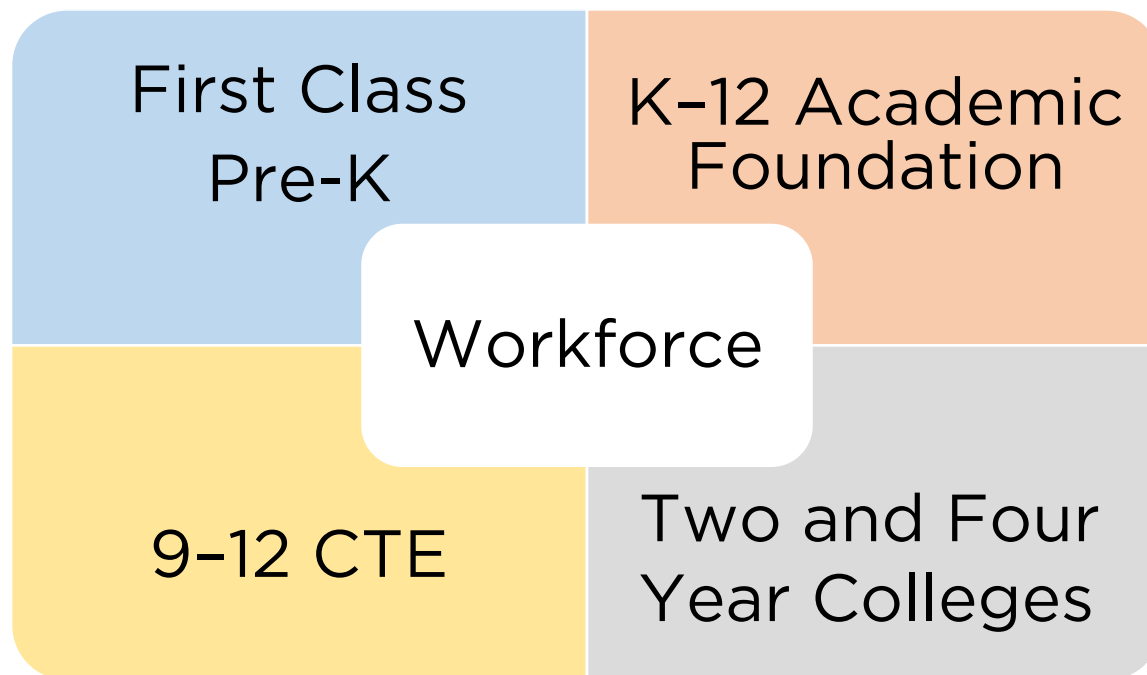 First Class
Pre-K
K–12 Academic
Foundation
Workforce
9–12 CTE
Two and Four
Year Colleges